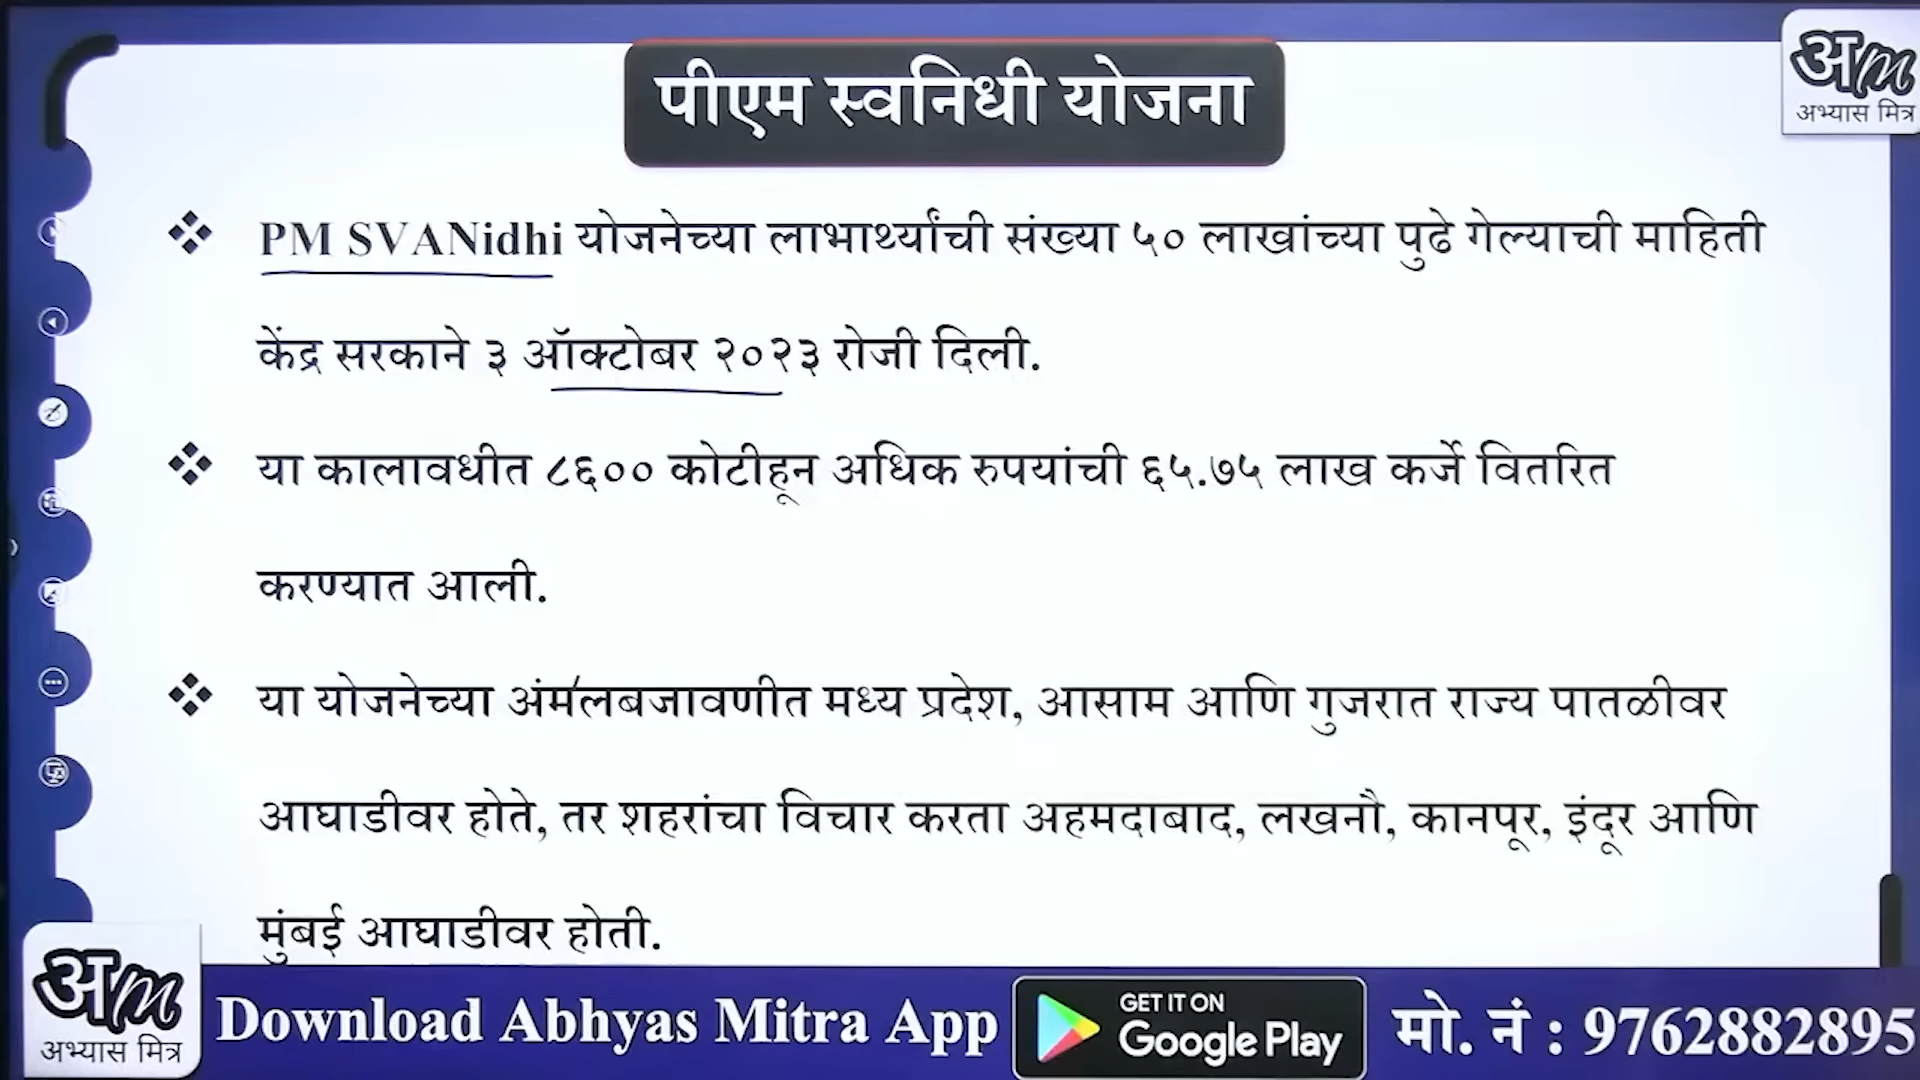 पीएम स्वनिधी योजना
अm
अभ्यास मित्र
❖ PM SVANidhi योजनेच्या लाभार्थ्यांची संख्या ५० लाखांच्या पुढे गेल्याची माहिती
केंद्र सरकाने ३ ऑक्टोबर २०२३ रोजी दिली.
❖ या कालावधीत ८६०० कोटीहून अधिक रुपयांची ६५.७५ लाख कर्जे वितरित
करण्यात आली.
❖ या योजनेच्या अंमलबजावणीत मध्य प्रदेश, आसाम आणि गुजरात राज्य पातळीवर
आघाडीवर होते, तर शहरांचा विचार करता अहमदाबाद, लखनौ, कानपूर, इंदूर आणि
मुंबई आघाडीवर होती.
अm
अभ्यास मित्र
Download Abhyas Mitra App
GET IT ON
Google Play
मो. नं : 9762882895